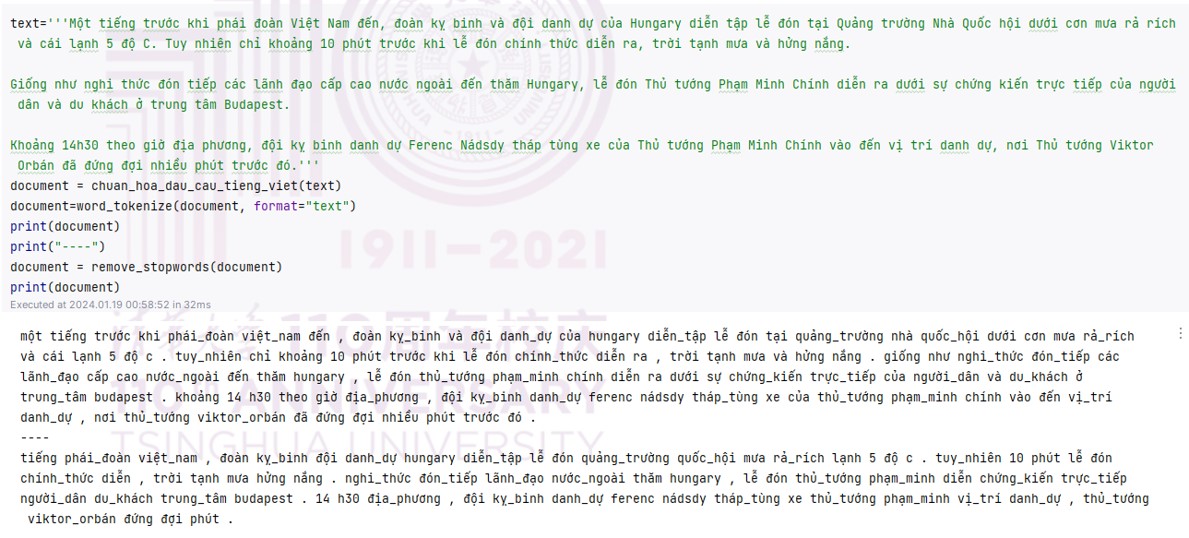 text='''Một tiếng trước khi phái đoàn Việt Nam đến, đoàn kỵ binh và đội danh dự của Hungary diễn tập lễ đón tại Quảng trường Nhà Quốc hội dưới cơn mưa rả rích
và cái lạnh 5 độ C. Tuy nhiên chỉ khoảng 10 phút trước khi lễ đón chính thức diễn ra, trời tạnh mưa và hửng nắng.
Giống như nghi thức đón tiếp các lãnh đạo cấp cao nước ngoài đến thăm Hungary, lễ đón Thủ tướng Phạm Minh Chính diễn ra dưới sự chứng kiến trực tiếp của người
dân và du khách ở trung tâm Budapest.
Khoảng 14h30 theo giờ địa phương, đội kỵ binh danh dự Ferenc Nádsdy tháp tùng xe của Thủ tướng Phạm Minh Chính vào đến vị trí danh dự, nơi Thủ tướng Viktor
Orbán đã đứng đợi nhiều phút trước đó.'''
document = chuan_hoa_dau_cau_tieng_viet(text)
document=word_tokenize(document, format="text")
print(document)
print("----")
document = remove_stopwords(document)
print(document)
Executed at 2024.01.19 00:58:52 in 32ms
một tiếng trước khi phái_đoàn việt_nam đến , đoàn kỵ_binh và đội danh_dự của hungary diễn_tập lễ đón tại quảng_trường nhà quốc_hội dưới cơn mưa rả_rích
và cái lạnh 5 độ c . tuy_nhiên chỉ khoảng 10 phút trước khi lễ đón chính_thức diễn ra , trời tạnh mưa và hửng nắng . giống như nghi_thức đón_tiếp các
lãnh_đạo cấp cao nước_ngoài đến thăm hungary , lễ đón thủ_tướng phạm_minh chính diễn ra dưới sự chứng_kiến trực_tiếp của người_dân và du_khách ở
trung_tâm budapest . khoảng 14 h30 theo giờ địa_phương , đội kỵ_binh danh_dự ferenc nádsdy tháp_tùng xe của thủ_tướng phạm_minh chính vào đến vị_trí
danh_dự , nơi thủ_tướng viktor_orbán đã đứng đợi nhiều phút trước đó .
----
tiếng phái_đoàn việt_nam , đoàn kỵ_binh đội danh_dự hungary diễn_tập lễ đón quảng_trường quốc_hội mưa rả_rích lạnh 5 độ c . tuy_nhiên 10 phút lễ đón
chính_thức diễn , trời tạnh mưa hửng nắng . nghi_thức đón_tiếp lãnh_đạo nước_ngoài thăm hungary , lễ đón thủ_tướng phạm_minh diễn chứng_kiến trực_tiếp
người_dân du_khách trung_tâm budapest . 14 h30 địa_phương , đội kỵ_binh danh_dự ferenc nádsdy tháp_tùng xe thủ_tướng phạm_minh vị_trí danh_dự , thủ_tướng
viktor_orbán đứng đợi phút .
1911-2021
110周年校庆
110TH ANNIVERSARY
TSINGHUA UNIVERSITY